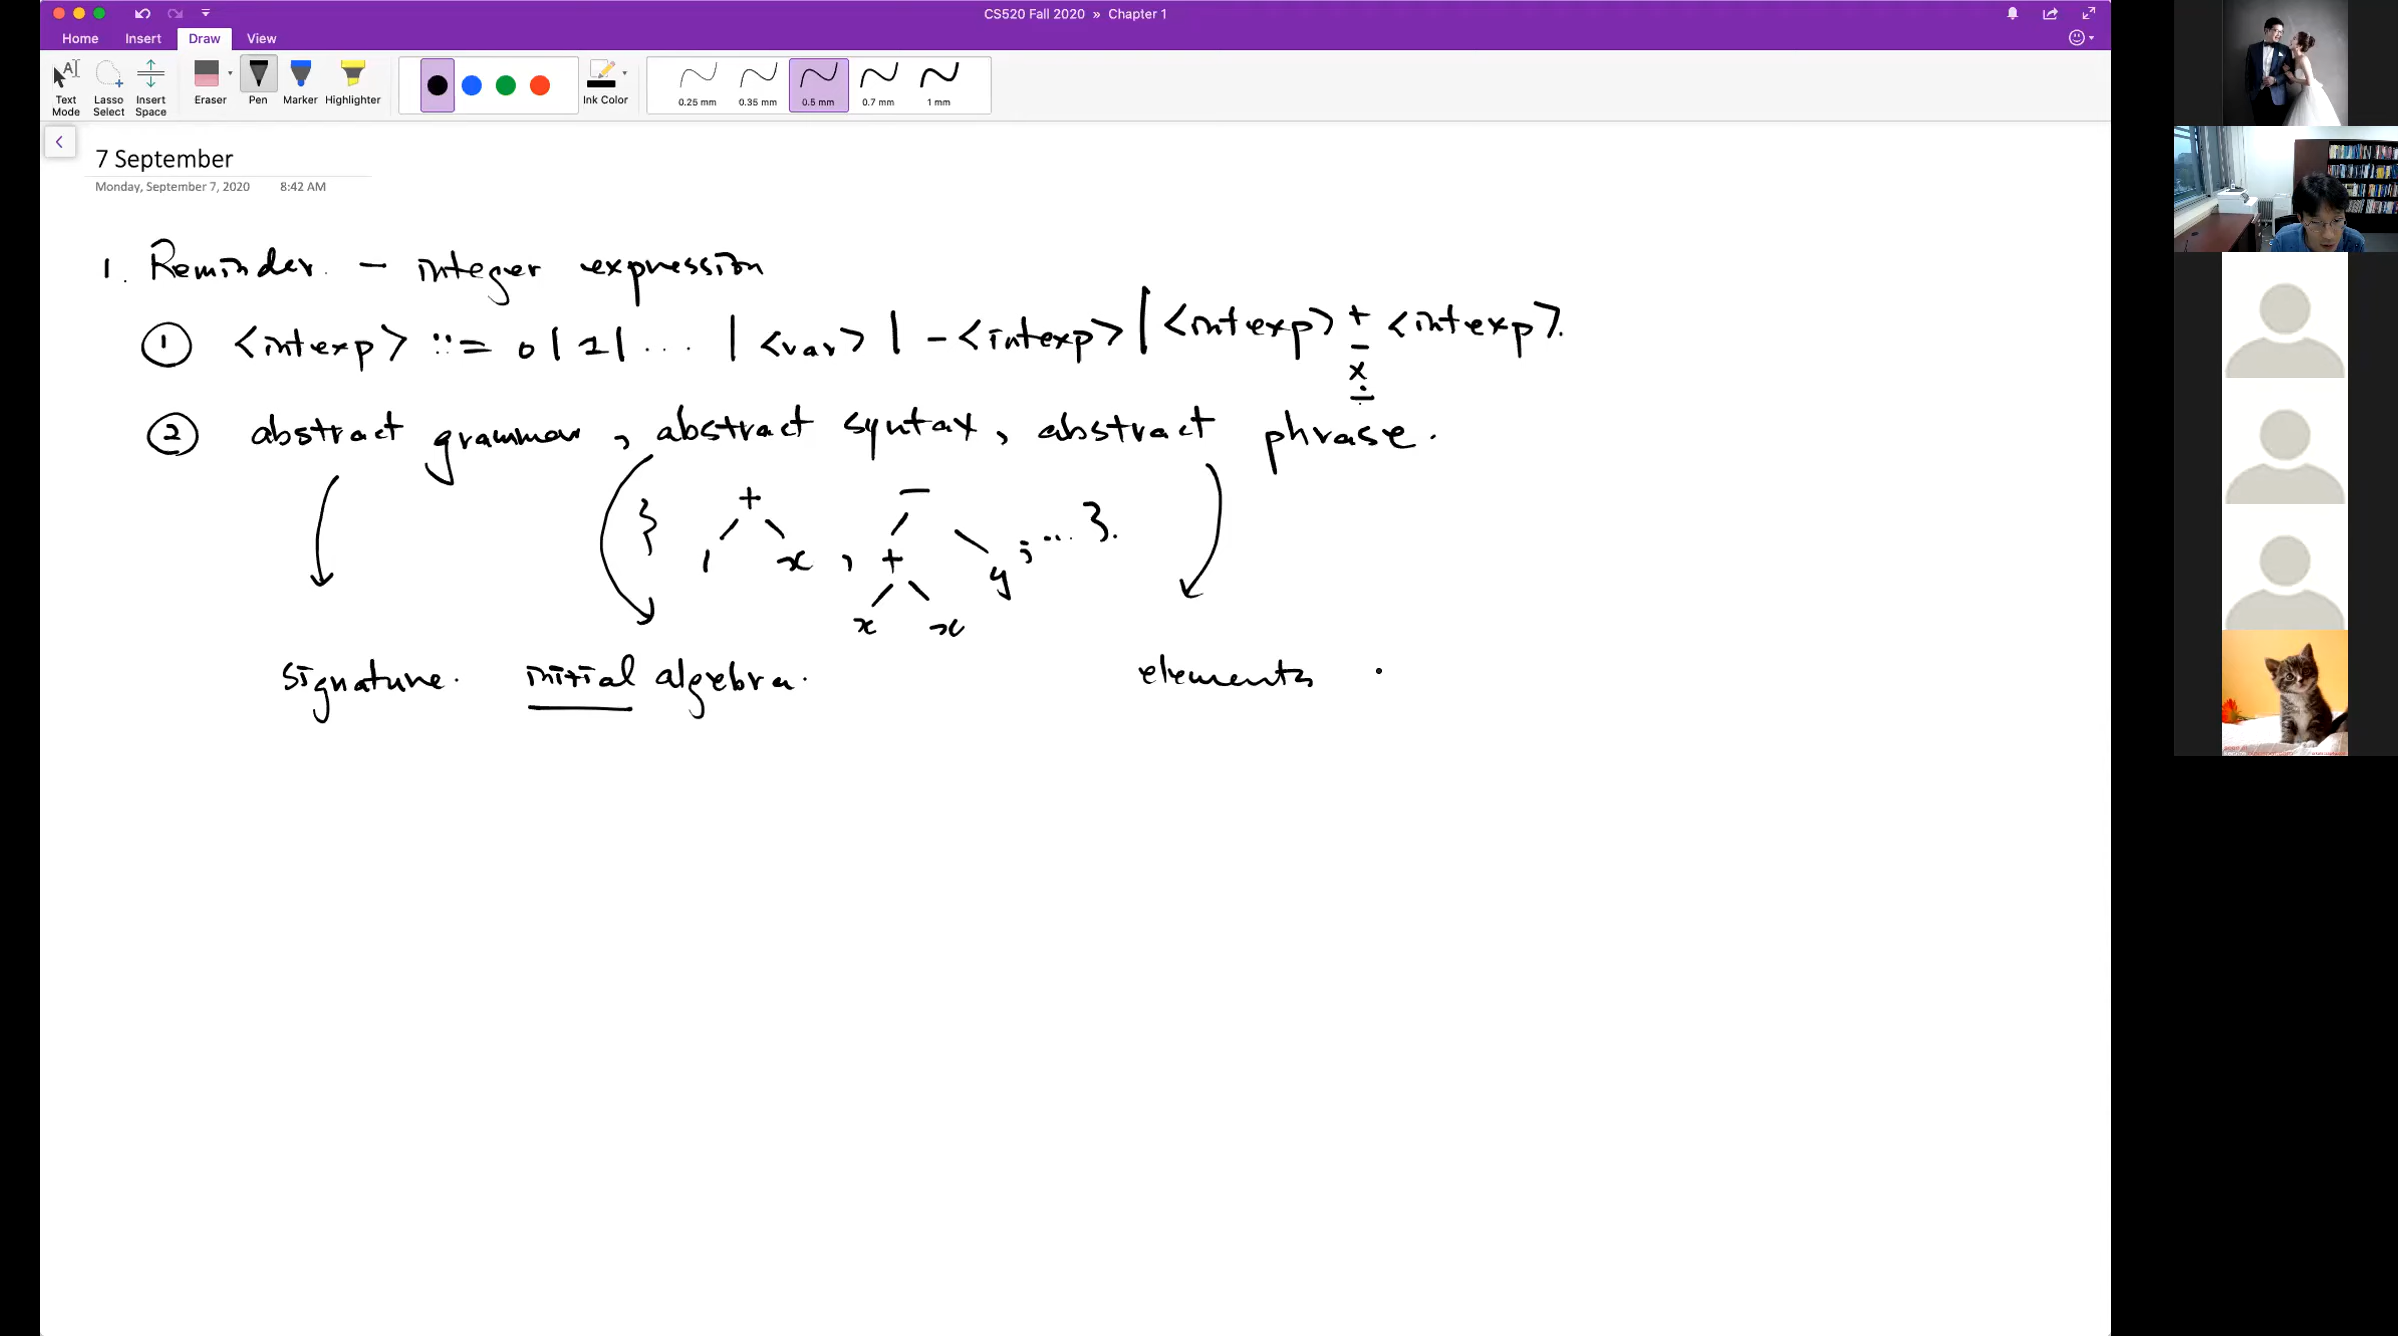 CS520 Fall 2020 » Chapter 1
Home Insert Draw View
Text Mode Lasso Select Insert Space Eraser Pen Marker Highlighter Ink Color 0.25 mm 0.35 mm 0.5 mm 0.7 mm 1 mm
7 September
Monday, September 7, 2020 8:42 AM
1. Reminder. - integer expression
① <intexp> ::= 0 | 1 | ... | <var> | - <intexp> | <intexp> + <intexp>.
-
×
÷
② abstract grammar, abstract syntax, abstract phrase.
{ + - ... }.
1 x , + y ,
x x
signature. initial algebra. elements .